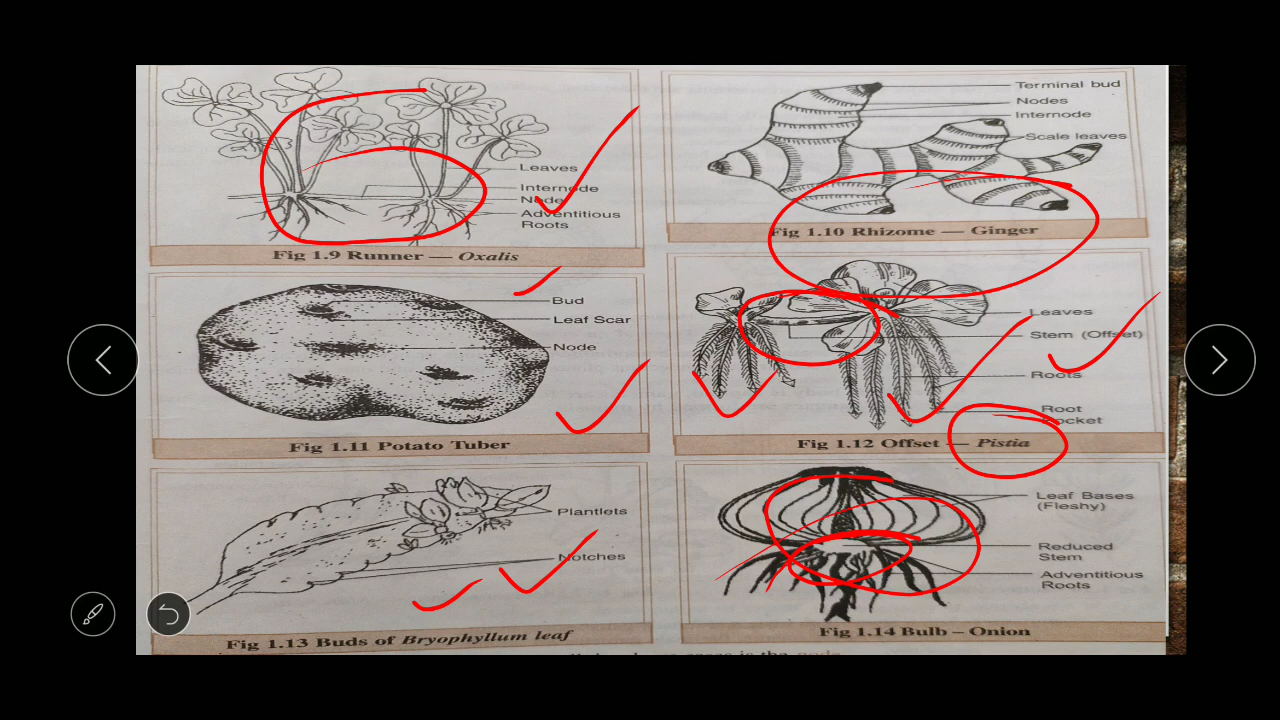 Leaves
Internode
Node
Adventitious
Roots
Fig 1.9 Runner — Oxalis
Terminal bud
Nodes
Internode
Scale leaves
Fig 1.10 Rhizome — Ginger
Bud
Leaf Scar
Node
Fig 1.11 Potato Tuber
Leaves
Stem (Offset)
Roots
Root
Pocket
Fig 1.12 Offset — Pistia
Plantlets
Notches
Fig 1.13 Buds of Bryophyllum leaf
Leaf Bases
(Fleshy)
Reduced
Stem
Adventitious
Roots
Fig 1.14 Bulb – Onion